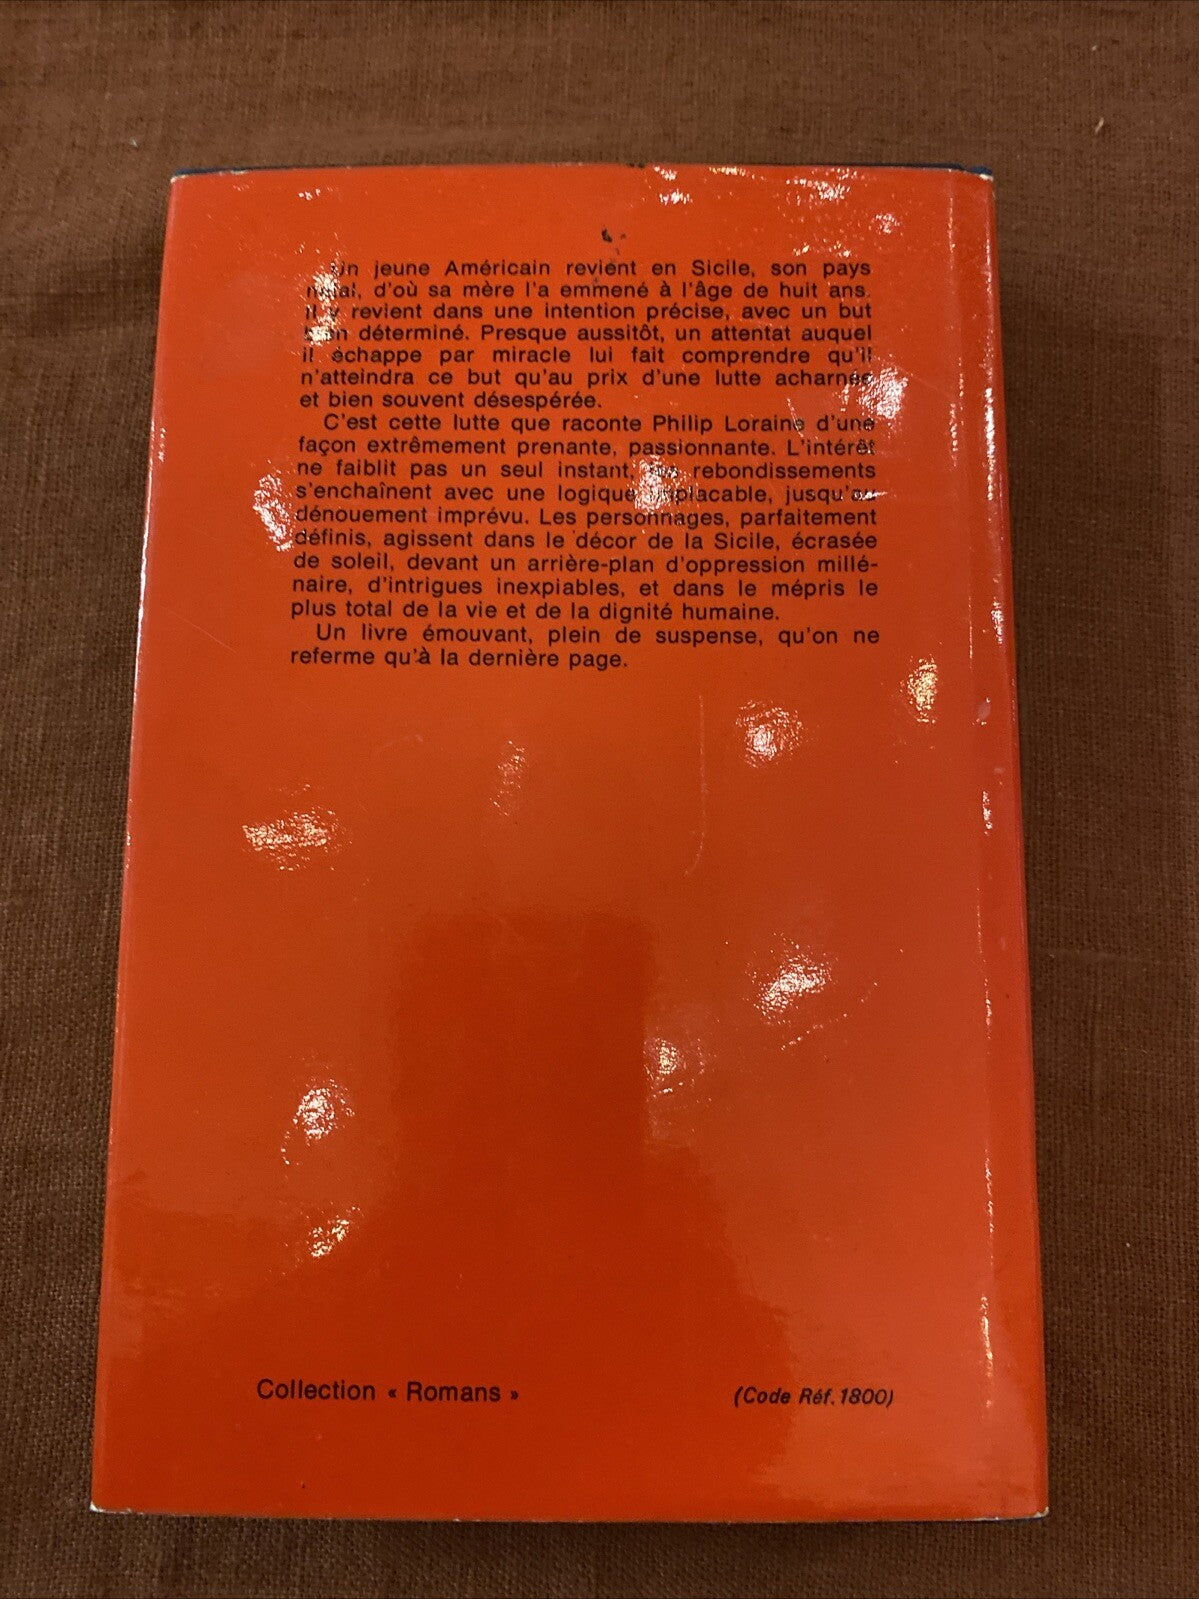 Un jeune Américain revient en Sicile, son pays
natal, d'où sa mère l'a emmené à l'âge de huit ans.
Il y revient dans une intention précise, avec un but
bien déterminé. Presque aussitôt, un attentat auquel
il échappe par miracle lui fait comprendre qu'il
n'atteindra ce but qu'au prix d'une lutte acharnée
et bien souvent désespérée.
C'est cette lutte que raconte Philip Loraine d'une
façon extrêmement prenante, passionnante. L'intérêt
ne faiblit pas un seul instant, rebondissements
s'enchaînent avec une logique implacable, jusqu'au
dénouement imprévu. Les personnages, parfaitement
définis, agissent dans le décor de la Sicile, écrasée
de soleil, devant un arrière-plan d'oppression millé-
naire, d'intrigues inexpiables, et dans le mépris le
plus total de la vie et de la dignité humaine.
Un livre émouvant, plein de suspense, qu'on ne
referme qu'à la dernière page.
Collection « Romans »
(Code Réf. 1800)